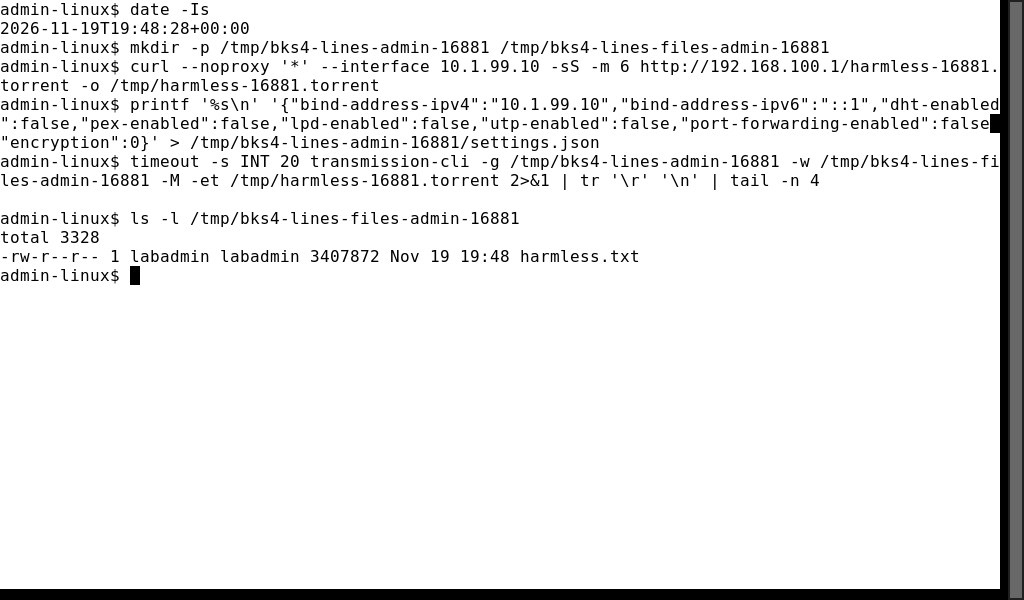 admin-linux$ date -Is
2026-11-19T19:48:28+00:00
admin-linux$ mkdir -p /tmp/bks4-lines-admin-16881 /tmp/bks4-lines-files-admin-16881
admin-linux$ curl --noproxy '*' --interface 10.1.99.10 -sS -m 6 http://192.168.100.1/harmless-16881.
torrent -o /tmp/harmless-16881.torrent
admin-linux$ printf '%s\n' '{"bind-address-ipv4":"10.1.99.10","bind-address-ipv6":"::1","dht-enabled
":false,"pex-enabled":false,"lpd-enabled":false,"utp-enabled":false,"port-forwarding-enabled":false
"encryption":0}' > /tmp/bks4-lines-admin-16881/settings.json
admin-linux$ timeout -s INT 20 transmission-cli -g /tmp/bks4-lines-admin-16881 -w /tmp/bks4-lines-fi
les-admin-16881 -M -et /tmp/harmless-16881.torrent 2>&1 | tr '\r' '\n' | tail -n 4
admin-linux$ ls -l /tmp/bks4-lines-files-admin-16881
total 3328
-rw-r--r-- 1 labadmin labadmin 3407872 Nov 19 19:48 harmless.txt
admin-linux$